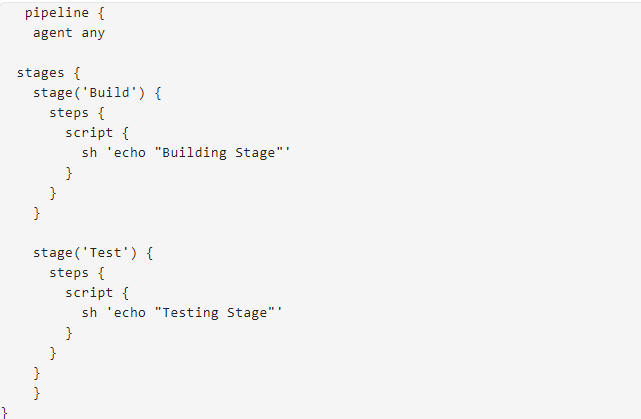 pipeline {
agent any
stages {
stage('Build') {
steps {
script {
sh 'echo "Building Stage"'
}
}
}
stage('Test') {
steps {
script {
sh 'echo "Testing Stage"'
}
}
}
}
}